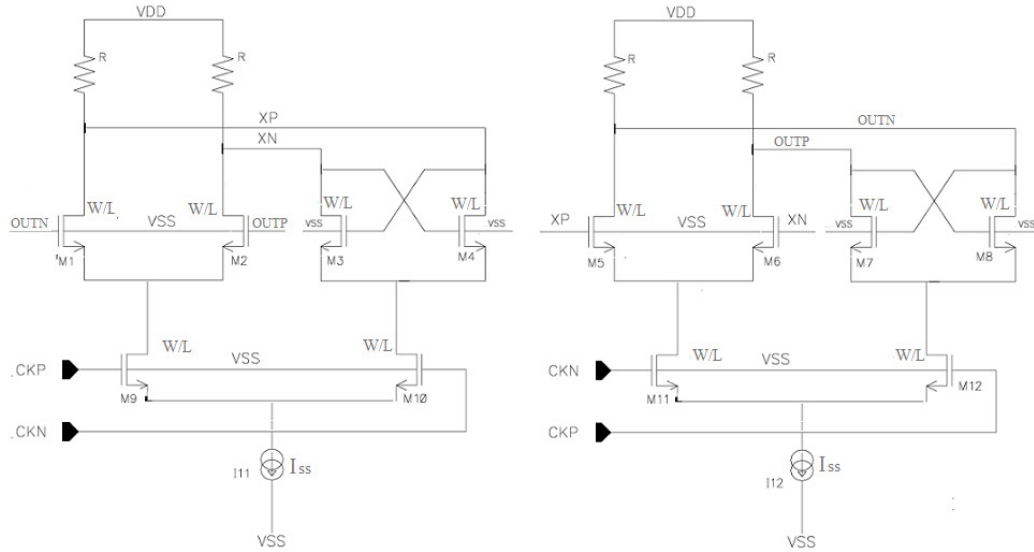 VDD
R
R
XP
XN
OUTN
W/L
VSS
W/L
OUTP
VSS
W/L
VSS
M1
M2
M3
M4
W/L
VSS
W/L
.CKP
M9
M10
.CKN
I11
Iss
VSS
VDD
R
R
OUTN
OUTP
XP
W/L
VSS
W/L
XN
VSS
W/L
VSS
M5
M6
M7
M8
W/L
VSS
W/L
CKN
M11
M12
CKP
I12
Iss
VSS